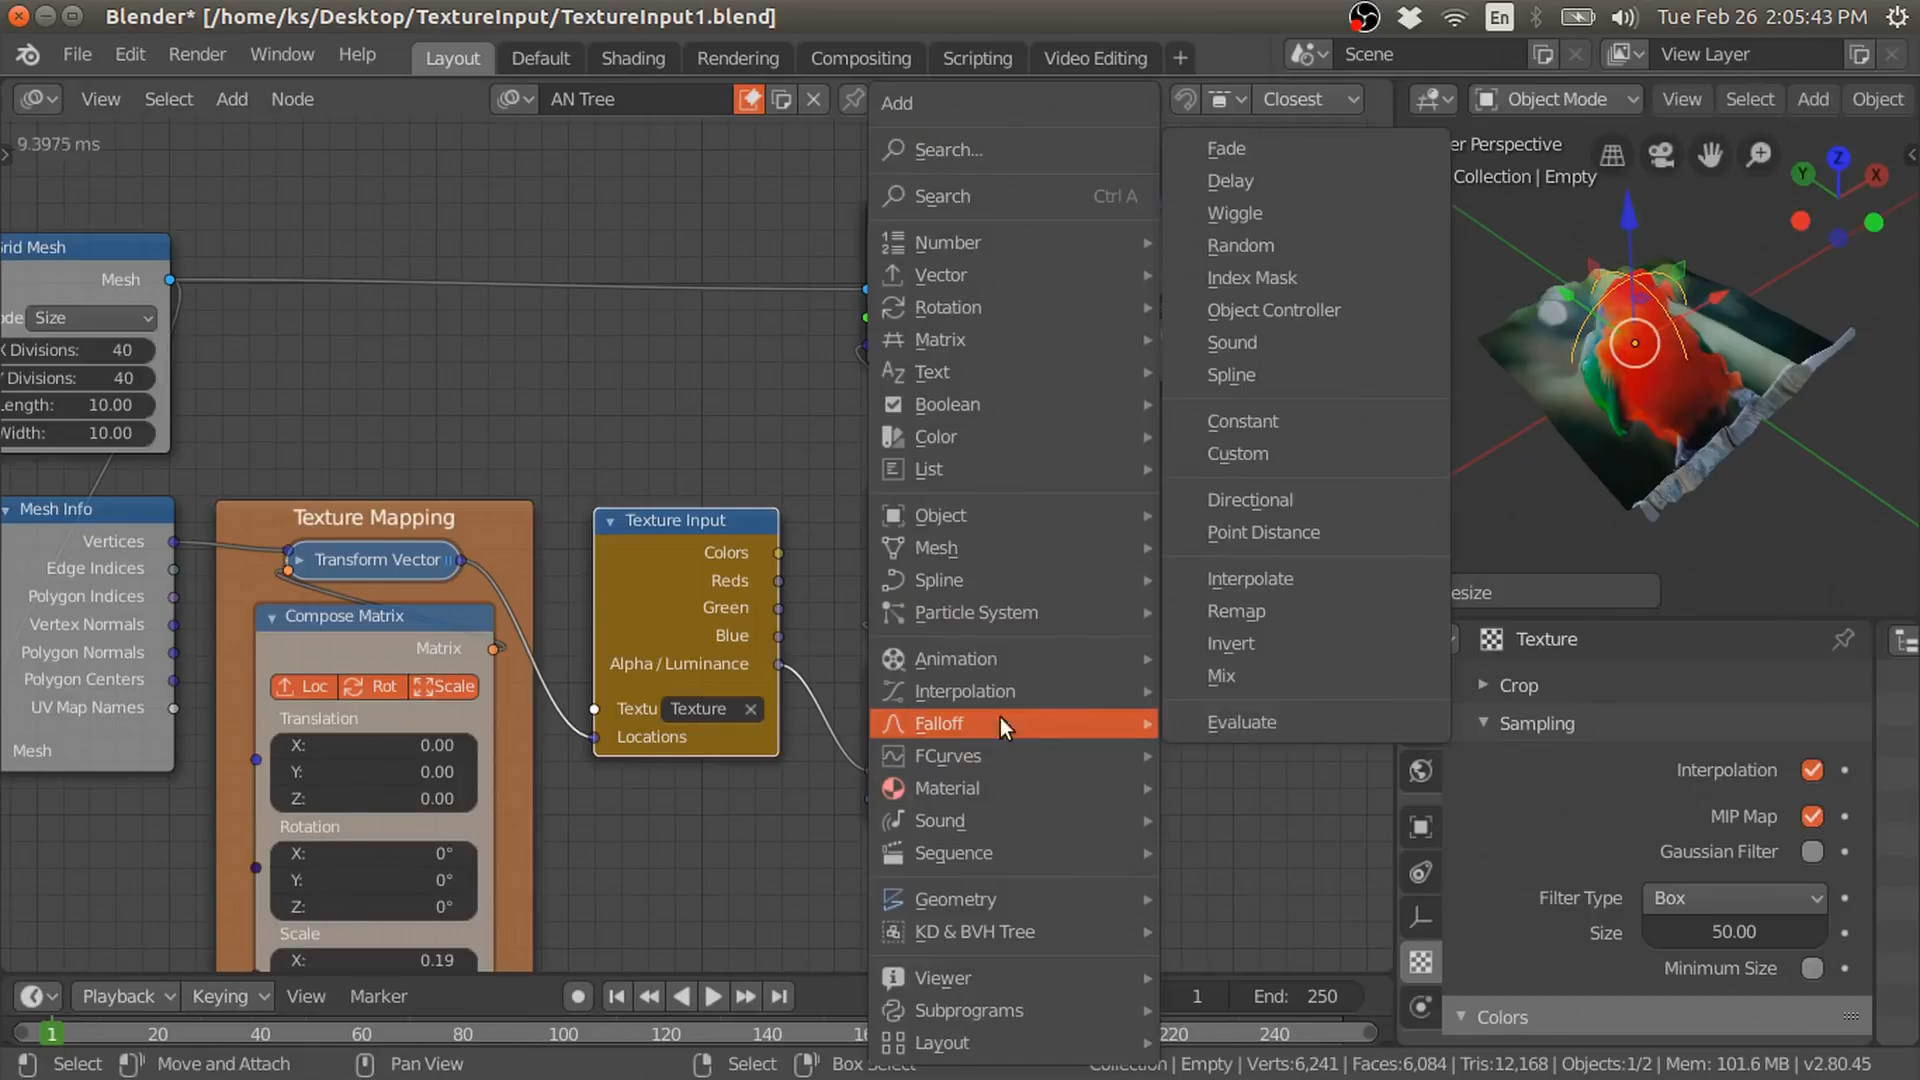 Blender* [/home/ks/Desktop/TextureInput/TextureInput1.blend]
En
Tue Feb 26 2:05:43 PM
File Edit Render Window Help
Layout Default Shading Rendering Compositing Scripting Video Editing +
Scene
View Layer
View Select Add Node
AN Tree
Closest
Object Mode View Select Add Object
9.3975 ms
er Perspective
Collection | Empty
Z
Y
X
Add
Search...
Search Ctrl A
Number
Vector
Rotation
Matrix
Text
Boolean
Color
List
Object
Mesh
Spline
Particle System
Animation
Interpolation
Falloff
FCurves
Material
Sound
Sequence
Geometry
KD & BVH Tree
Viewer
Subprograms
Layout
Fade
Delay
Wiggle
Random
Index Mask
Object Controller
Sound
Spline
Constant
Custom
Directional
Point Distance
Interpolate
Remap
Invert
Mix
Evaluate
rid Mesh
Mesh
ode Size
X Divisions: 40
Y Divisions: 40
Length: 10.00
Width: 10.00
Mesh Info
Vertices
Edge Indices
Polygon Indices
Vertex Normals
Polygon Normals
Polygon Centers
UV Map Names
Mesh
Texture Mapping
Transform Vector
Compose Matrix
Matrix
Loc Rot Scale
Translation
X: 0.00
Y: 0.00
Z: 0.00
Rotation
X: 0°
Y: 0°
Z: 0°
Scale
X: 0.19
Texture Input
Colors
Reds
Green
Blue
Alpha / Luminance
Textu Texture
Locations
esize
Texture
Crop
Sampling
Interpolation
MIP Map
Gaussian Filter
Filter Type Box
Size 50.00
Minimum Size
Colors
Playback Keying View Marker
1 End: 250
1 20 40 60 80 100 120 140 16 220 240
Select Move and Attach Pan View Select Box Select
Collection | Empty | Verts:6,241 | Faces:6,084 | Tris:12,168 | Objects:1/2 | Mem: 101.6 MB | v2.80.45